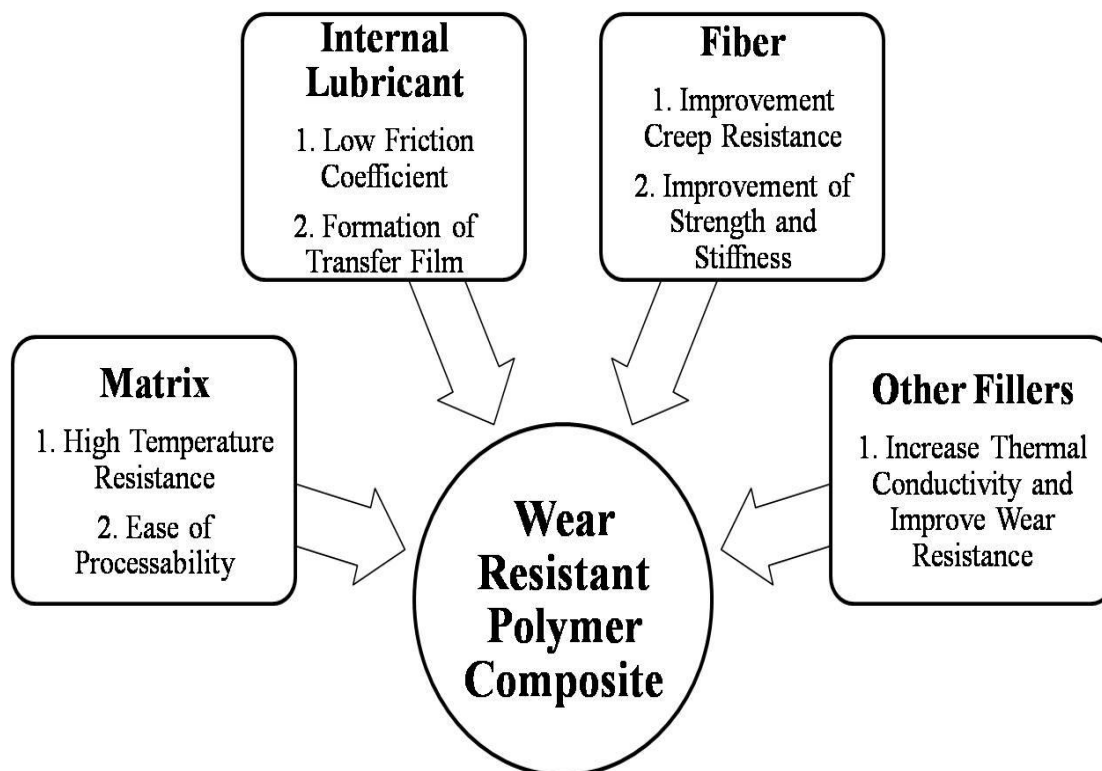 Internal
Lubricant
1. Low Friction
Coefficient
2. Formation of
Transfer Film
Fiber
1. Improvement
Creep Resistance
2. Improvement of
Strength and
Stiffness
Matrix
1. High Temperature
Resistance
2. Ease of
Processability
Other Fillers
1. Increase Thermal
Conductivity and
Improve Wear
Resistance
Wear
Resistant
Polymer
Composite